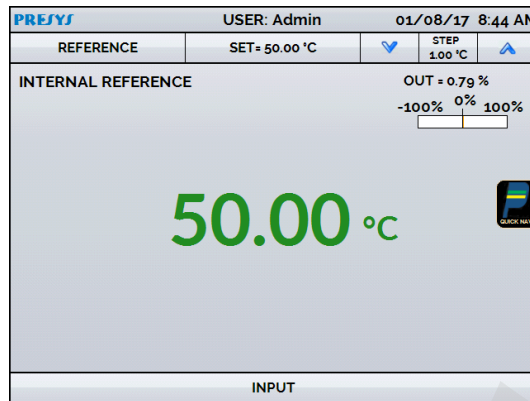 PRESYS USER: Admin 01/08/17 8:44 AM
REFERENCE SET= 50.00 °C STEP
1.00 °C
INTERNAL REFERENCE OUT = 0.79 %
-100% 0% 100%
50.00 °C
QUICK NAV
INPUT